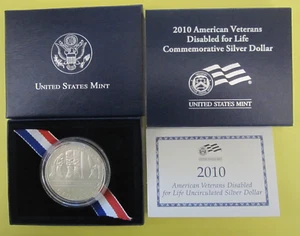 UNITED STATES MINT
2010 American Veterans
Disabled for Life
Commemorative Silver Dollar
UNITED STATES MINT
2010
American Veterans Disabled
for Life Uncirculated Silver Dollar